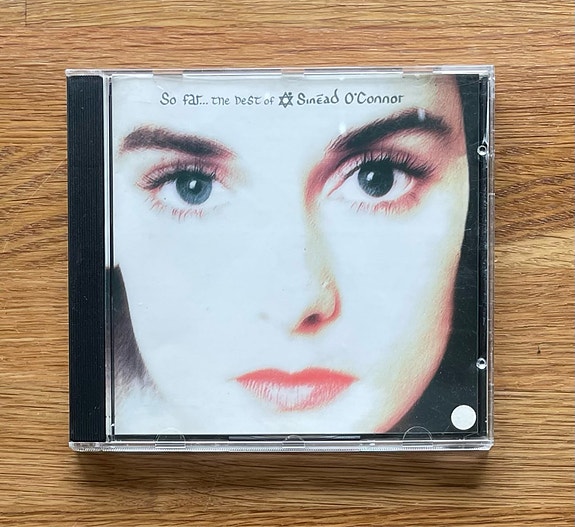 So far... the best of ✡ Sinéad O'Connor